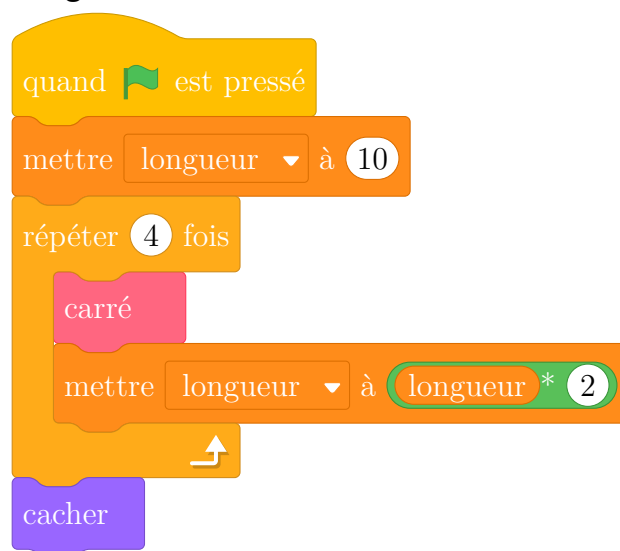 quand est pressé
mettre longueur à 10
répéter 4 fois
carré
mettre longueur à longueur * 2
cacher